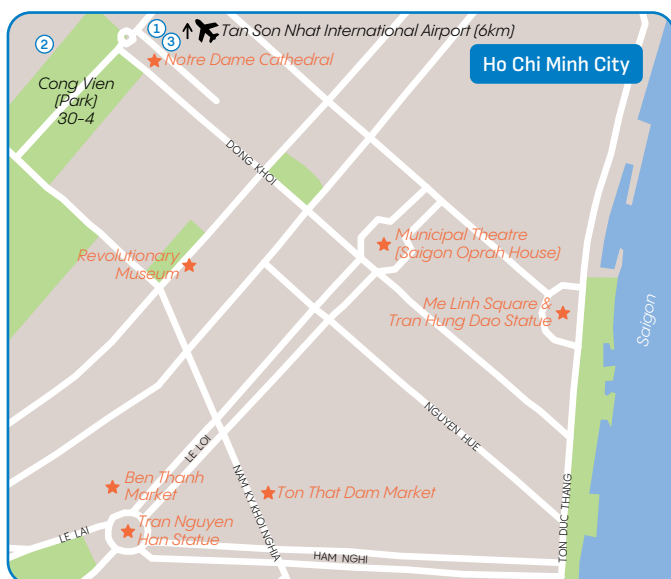 1
2
3
Tan Son Nhat International Airport (6km)
Notre Dame Cathedral
Ho Chi Minh City
Cong Vien
(Park)
30-4
DONG KHOI
Municipal Theatre
(Saigon Oprah House)
Revolutionary
Museum
Me Linh Square &
Tran Hung Dao Statue
Saigon
NGUYEN HUE
LE LOI
Ben Thanh
Market
NAM KY KHOI NGHIA
Ton That Dam Market
TON DUC THANG
LE LAI
Tran Nguyen
Han Statue
HAM NGHI